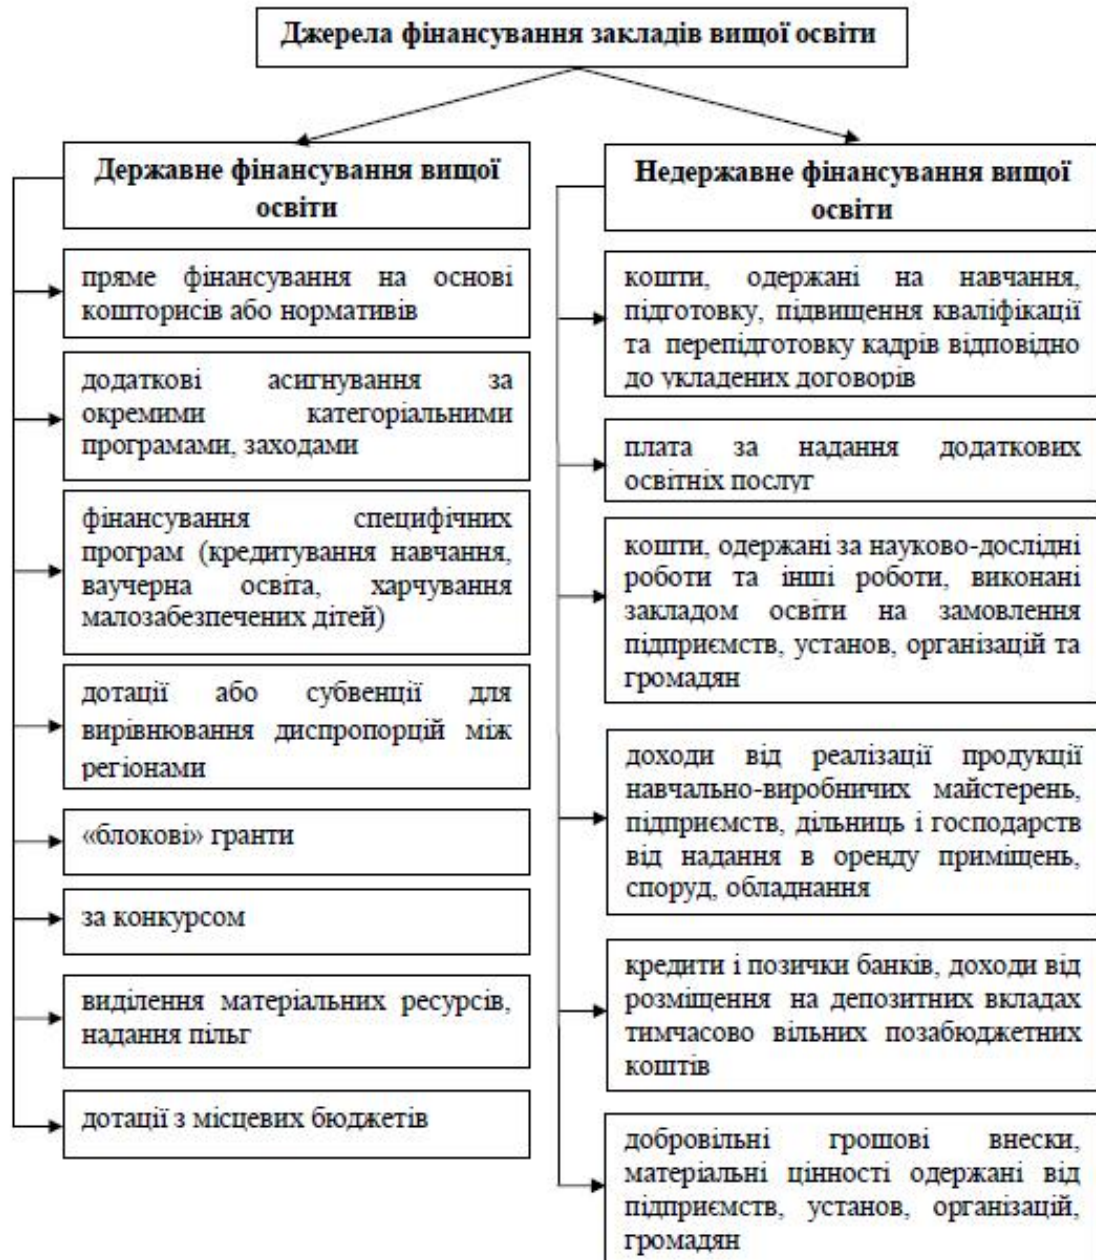 Джерела фінансування закладів вищої освіти
Державне фінансування вищої
освіти
пряме фінансування на основі
кошторисів або нормативів
додаткові асигнування за
окремими категоріальними
програмами, заходами
фінансування специфічних
програм (кредитування навчання,
ваучерна освіта, харчування
малозабезпечених дітей)
дотації або субвенції для
вирівнювання диспропорцій між
регіонами
«блокові» гранти
за конкурсом
виділення матеріальних ресурсів,
надання пільг
дотації з місцевих бюджетів
Недержавне фінансування вищої
освіти
кошти, одержані на навчання,
підготовку, підвищення кваліфікації
та перепідготовку кадрів відповідно
до укладених договорів
плата за надання додаткових
освітніх послуг
кошти, одержані за науково-дослідні
роботи та інші роботи, виконані
закладом освіти на замовлення
підприємств, установ, організацій та
громадян
доходи від реалізації продукції
навчально-виробничих майстерень,
підприємств, дільниць і господарств
від надання в оренду приміщень,
споруд, обладнання
кредити і позички банків, доходи від
розміщення на депозитних вкладах
тимчасово вільних позабюджетних
коштів
добровільні грошові внески,
матеріальні цінності одержані від
підприємств, установ, організацій,
громадян